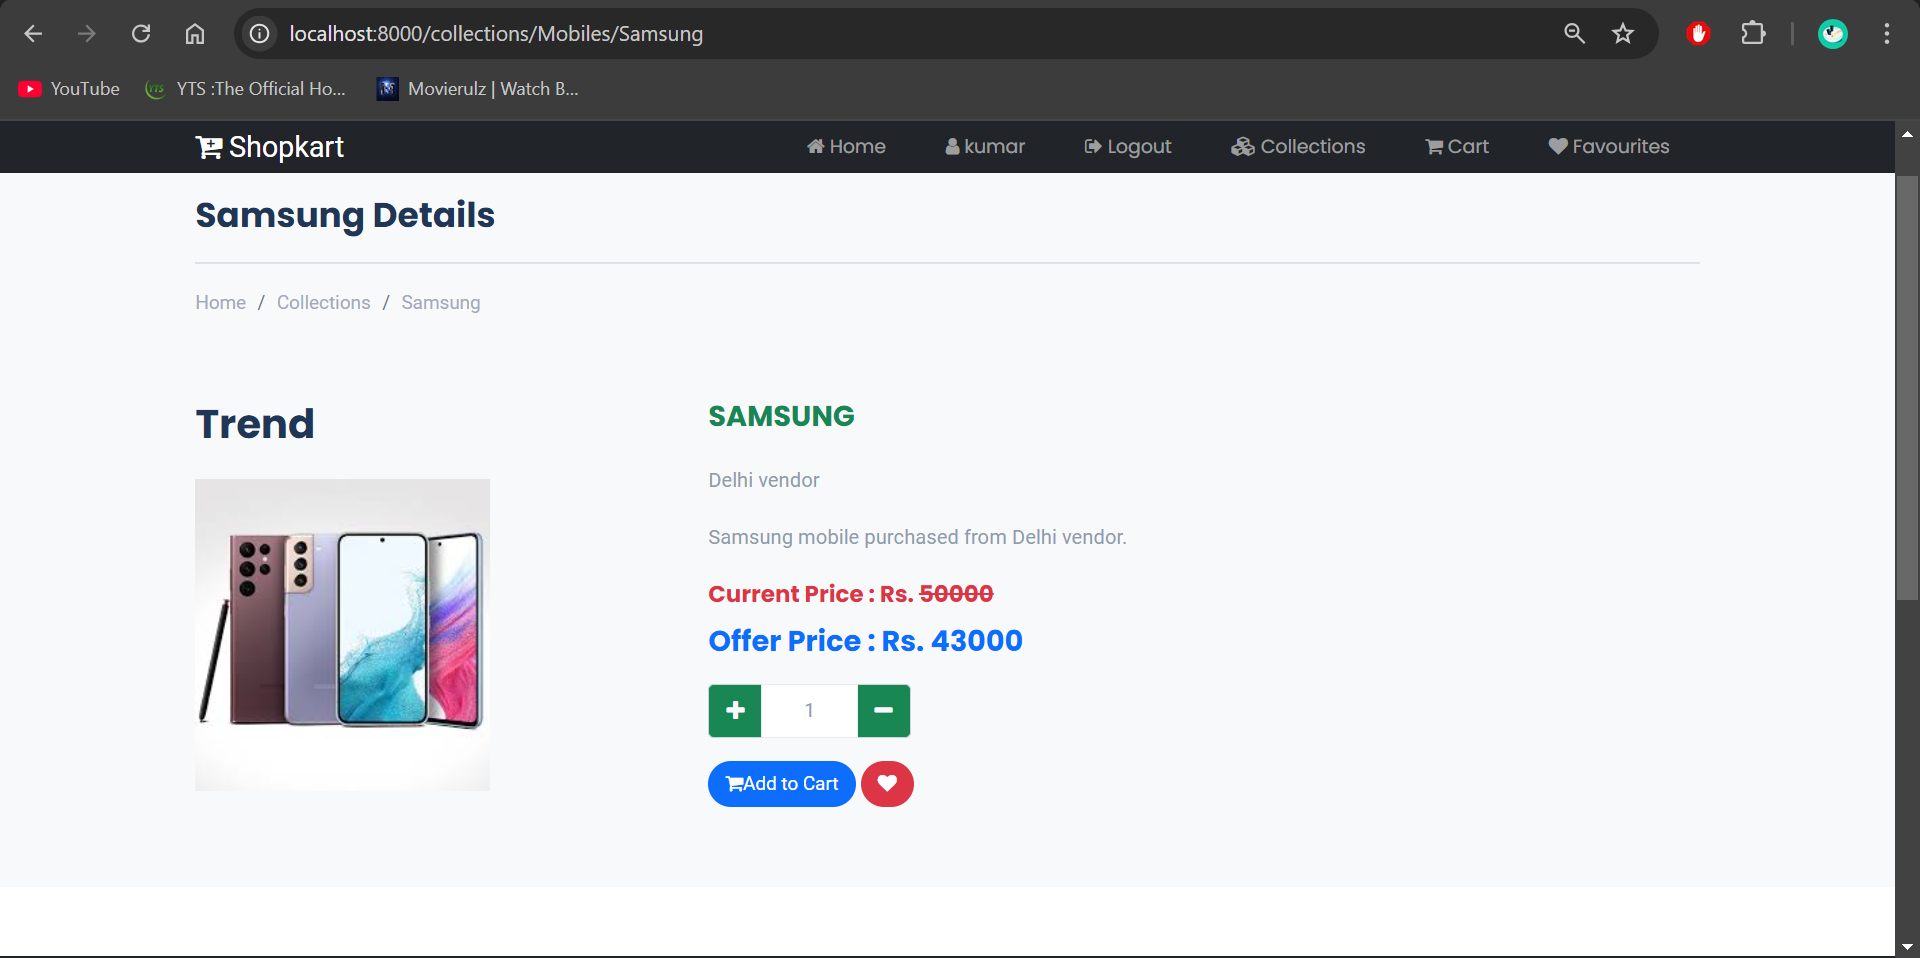 localhost:8000/collections/Mobiles/Samsung
YouTube YTS :The Official Ho... Movierulz | Watch B...
Shopkart Home kumar Logout Collections Cart Favourites
Samsung Details
Home / Collections / Samsung
Trend
SAMSUNG
Delhi vendor
Samsung mobile purchased from Delhi vendor.
Current Price : Rs. 50000
Offer Price : Rs. 43000
1
Add to Cart